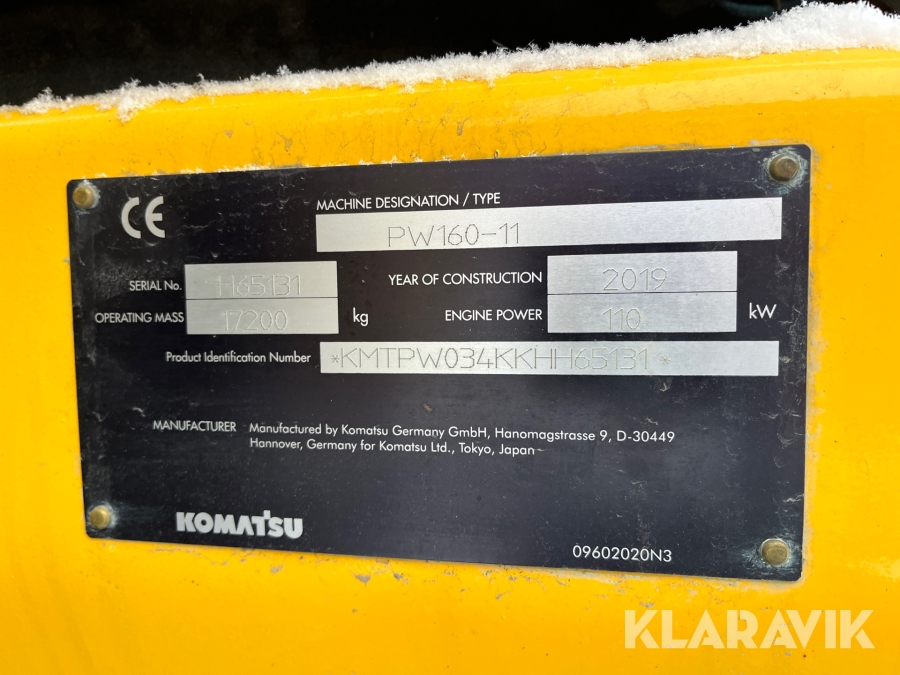 CE
MACHINE DESIGNATION / TYPE
PW160-11
SERIAL No. H65131 YEAR OF CONSTRUCTION 2019
OPERATING MASS 17200 kg ENGINE POWER 110 kW
Product Identification Number *KMTPW034KKHH65131*
MANUFACTURER Manufactured by Komatsu Germany GmbH, Hanomagstrasse 9, D-30449
Hannover, Germany for Komatsu Ltd., Tokyo, Japan
KOMATSU
09602020N3
KLARAVIK